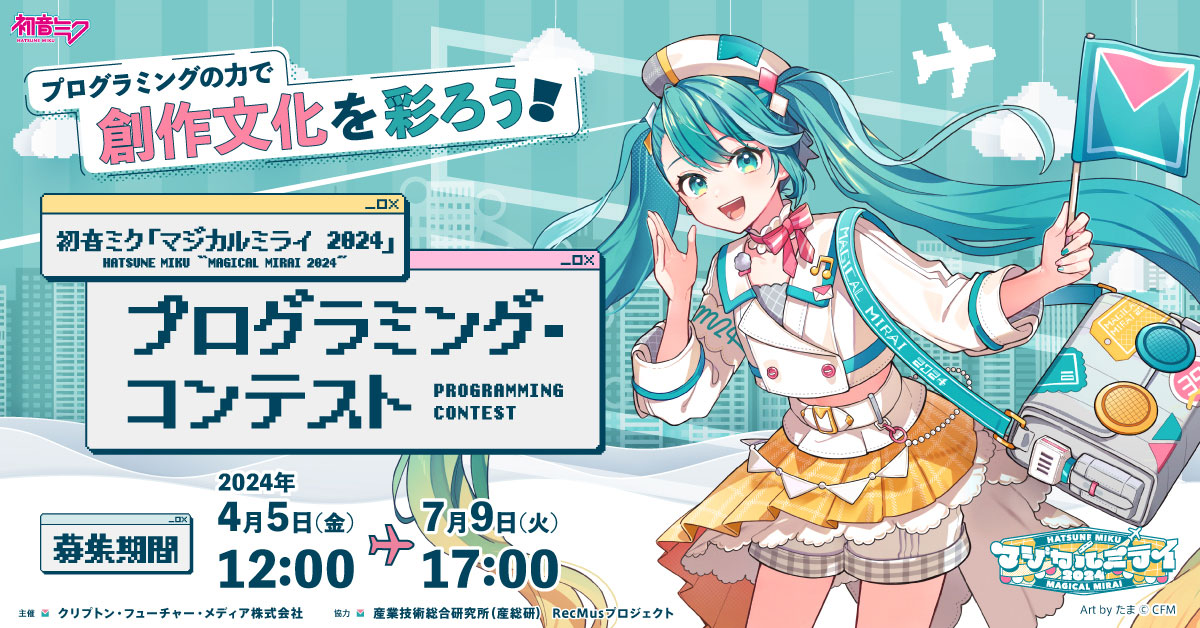 初音ミク
HATSUNE MIKU
プログラミングの力で
創作文化を彩ろう！
初音ミク「マジカルミライ 2024」
HATSUNE MIKU "MAGICAL MIRAI 2024"
プログラミング・
コンテスト
PROGRAMMING
CONTEST
募集期間
2024年
4月5日(金)
12:00
7月9日(火)
17:00
主催 クリプトン・フューチャー・メディア株式会社
協力 産業技術総合研究所(産総研) RecMusプロジェクト
MAGICAL MIRAI 2024
mm24
MAGICAL
MIRAI
HATSUNE MIKU
マジカルミライ
2024
MAGICAL MIRAI
Art by たま © CFM